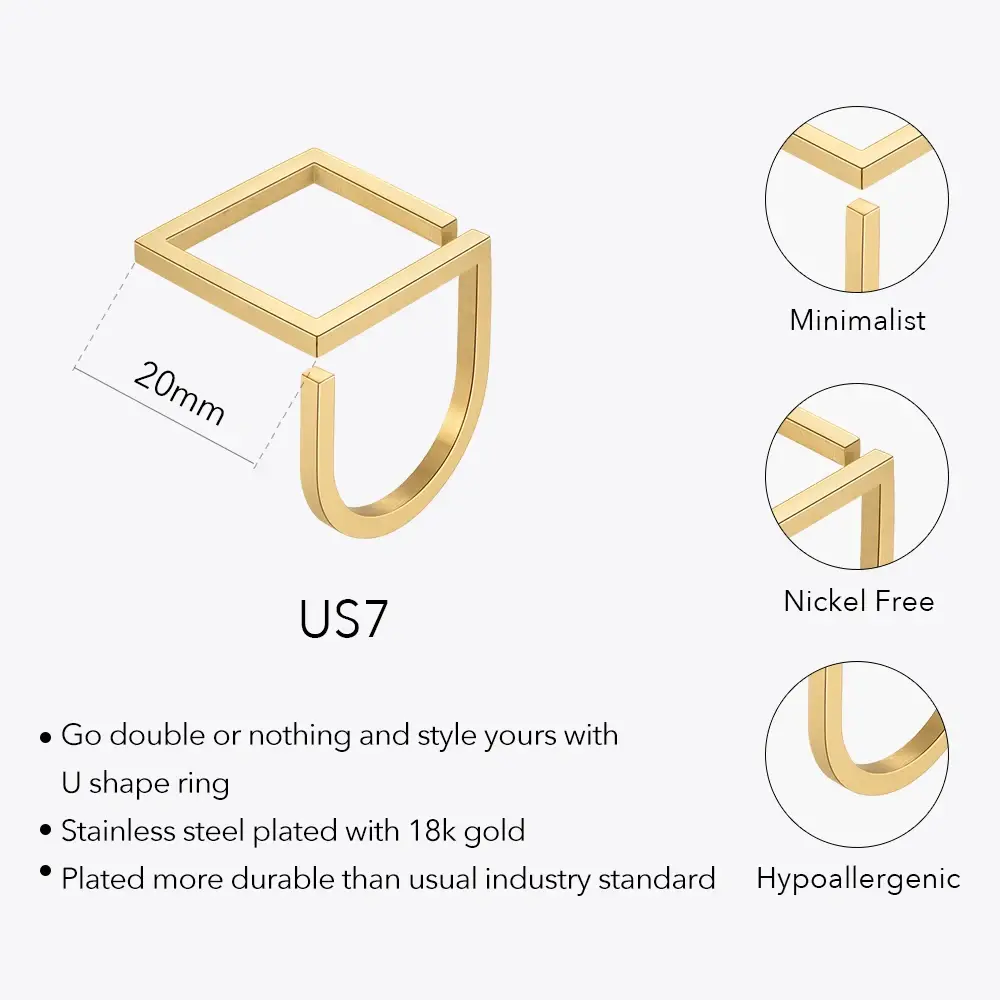 20mm
US7
• Go double or nothing and style yours with
U shape ring
• Stainless steel plated with 18k gold
• Plated more durable than usual industry standard
Minimalist
Nickel Free
Hypoallergenic